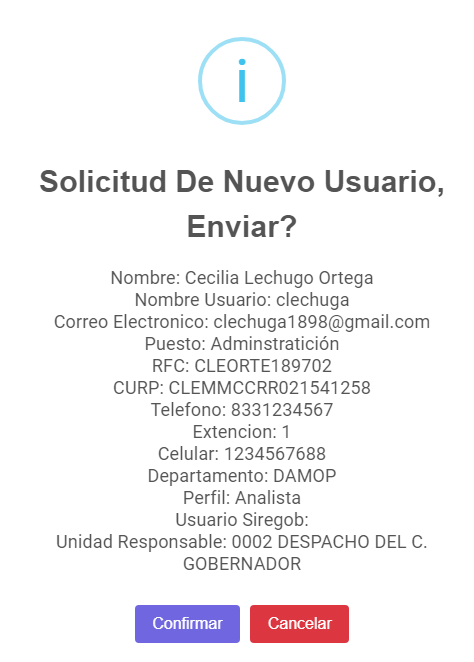 i
Solicitud De Nuevo Usuario,
Enviar?
Nombre: Cecilia Lechugo Ortega
Nombre Usuario: clechuga
Correo Electronico: clechuga1898@gmail.com
Puesto: Adminstratición
RFC: CLEORTE189702
CURP: CLEMMCCRR021541258
Telefono: 8331234567
Extencion: 1
Celular: 1234567688
Departamento: DAMOP
Perfil: Analista
Usuario Siregob:
Unidad Responsable: 0002 DESPACHO DEL C.
GOBERNADOR
Confirmar Cancelar